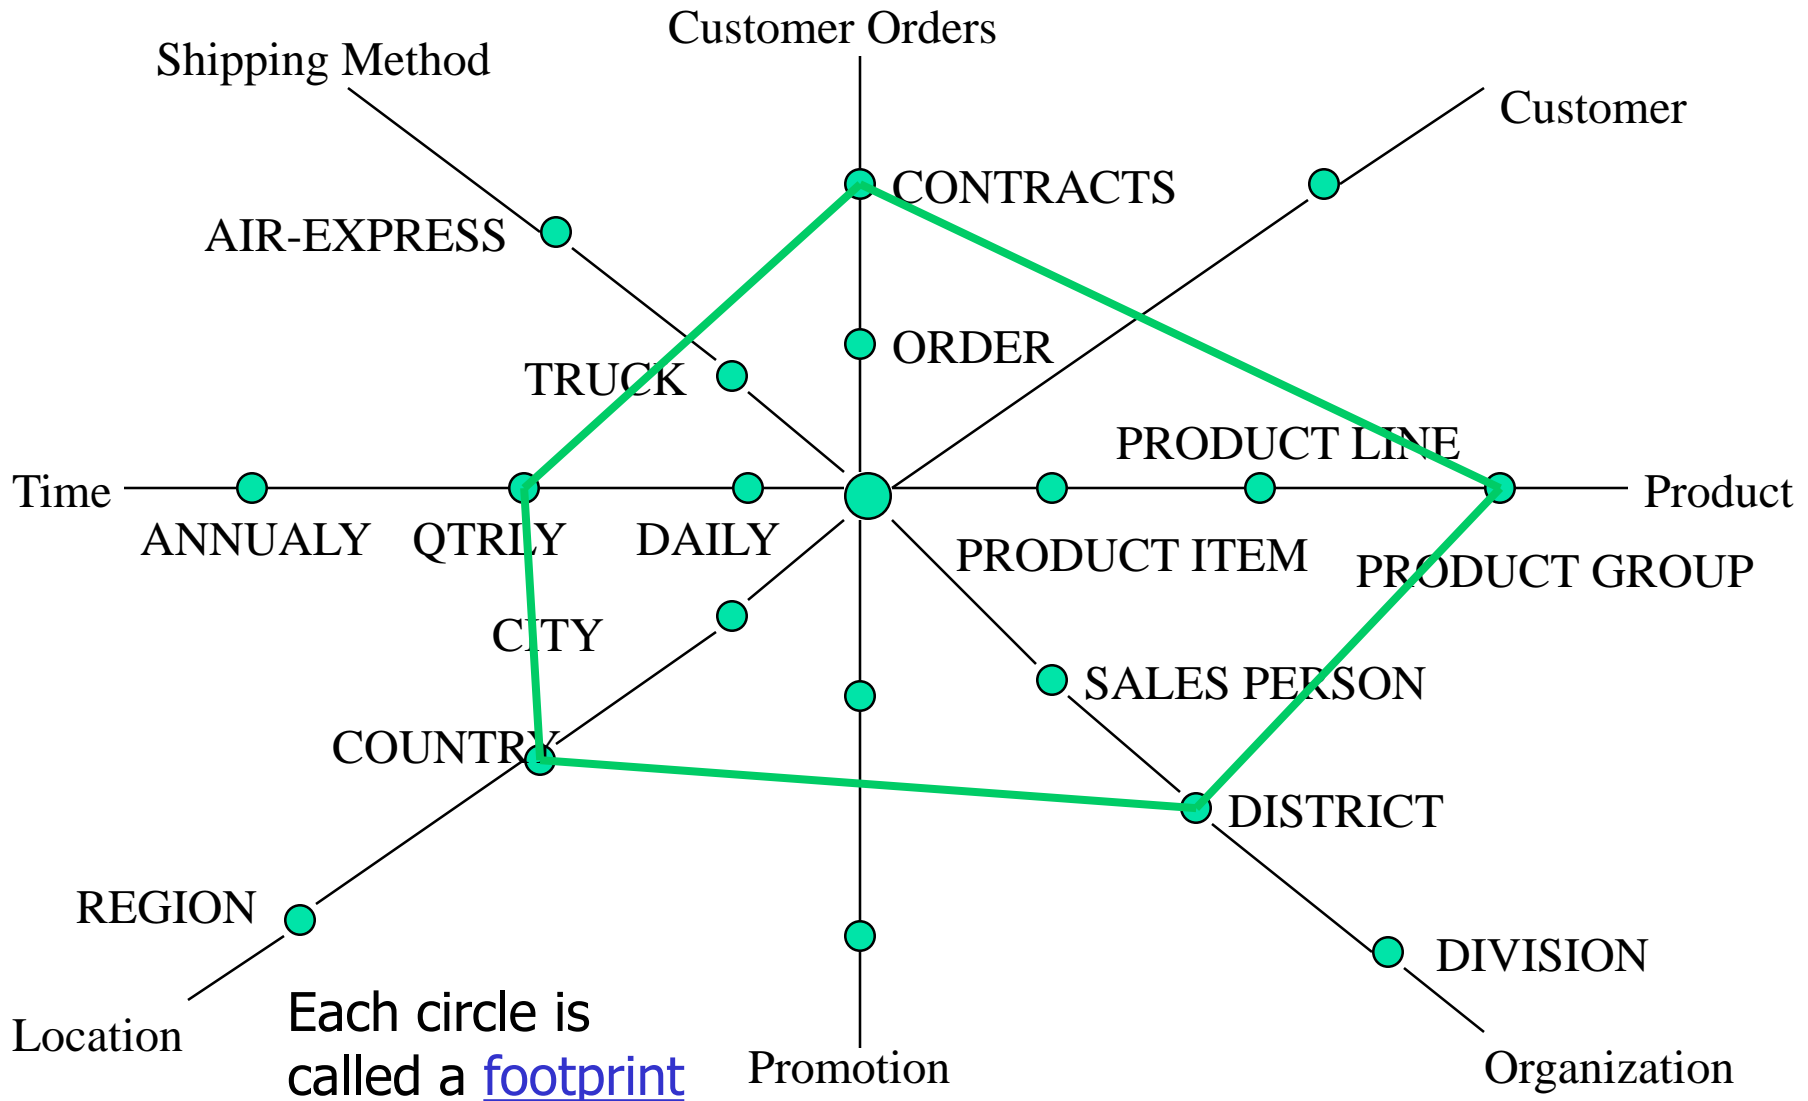 Customer Orders
Shipping Method
Customer
CONTRACTS
AIR-EXPRESS
ORDER
TRUCK
PRODUCT LINE
Time
Product
ANNUALY
QTRLY
DAILY
PRODUCT ITEM
PRODUCT GROUP
CITY
SALES PERSON
COUNTRY
DISTRICT
REGION
DIVISION
Each circle is
called a footprint
Location
Promotion
Organization